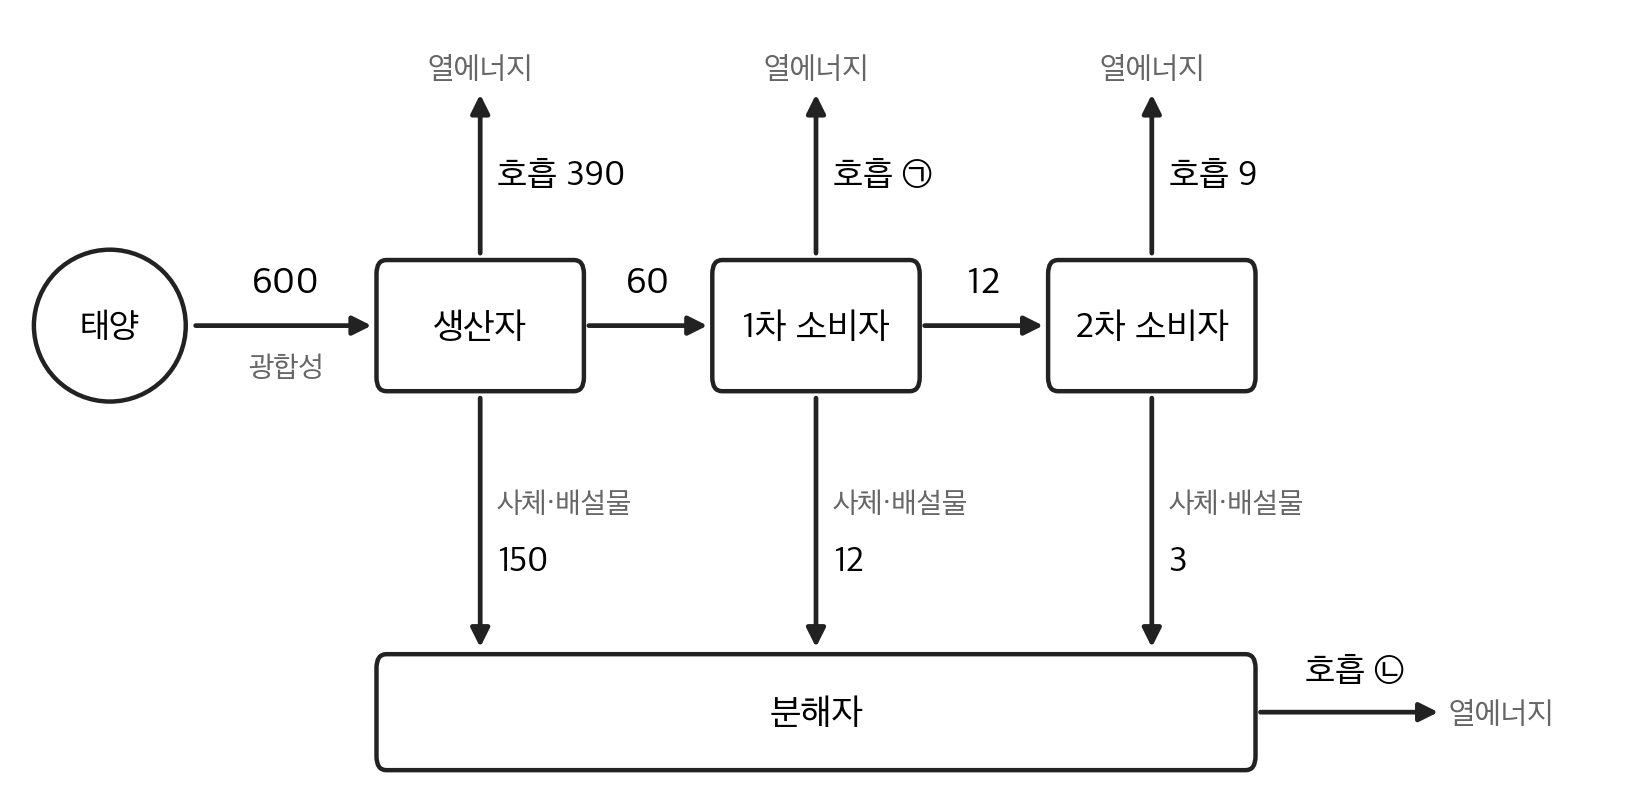 열에너지
열에너지
열에너지
호흡 390
호흡 ㉠
호흡 9
태양
600
광합성
생산자
60
1차 소비자
12
2차 소비자
사체·배설물
150
사체·배설물
12
사체·배설물
3
분해자
호흡 ㉡
열에너지